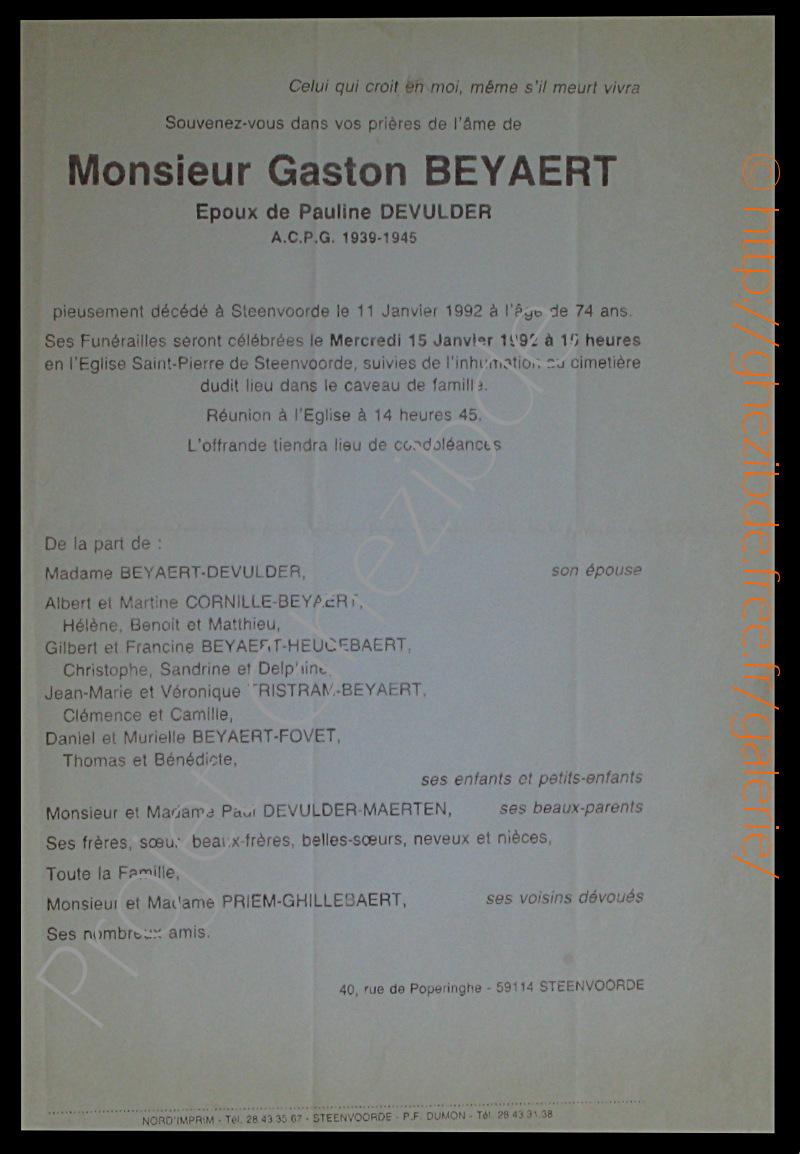 Celui qui croit en moi, même s'il meurt vivra
Souvenez-vous dans vos prières de l'âme de
Monsieur Gaston BEYAERT
Epoux de Pauline DEVULDER
A.C.P.G. 1939-1945
pieusement décédé à Steenvoorde le 11 Janvier 1992 à l'âge de 74 ans.
Ses Funérailles seront célébrées le Mercredi 15 Janvier 1992 à 15 heures
en l'Eglise Saint-Pierre de Steenvoorde, suivies de l'inhumation au cimetière
dudit lieu dans le caveau de famille.
Réunion à l'Eglise à 14 heures 45.
L'offrande tiendra lieu de condoléances
De la part de :
Madame BEYAERT-DEVULDER, son épouse
Albert et Martine CORNILLE-BEYAERT,
Hélène, Benoit et Matthieu,
Gilbert et Francine BEYAERT-HEUGEBAERT,
Christophe, Sandrine et Delphine,
Jean-Marie et Véronique TRISTRAM-BEYAERT,
Clémence et Camille,
Daniel et Murielle BEYAERT-FOVET,
Thomas et Bénédicte,
ses enfants et petits-enfants
Monsieur et Madame Paul DEVULDER-MAERTEN, ses beaux-parents
Ses frères, sœur, beaux-frères, belles-sœurs, neveux et nièces,
Toute la Famille,
Monsieur et Madame PRIEM-GHILLEBAERT, ses voisins dévoués
Ses nombreux amis.
40, rue de Poperinghe - 59114 STEENVOORDE
NORD'IMPRIM - Tél. 28 43 35 67 - STEENVOORDE - P.F. DUMON - Tél. 28 43 31 38
Projet Ghezibde
© http://ghezibde.free.fr/galerie/